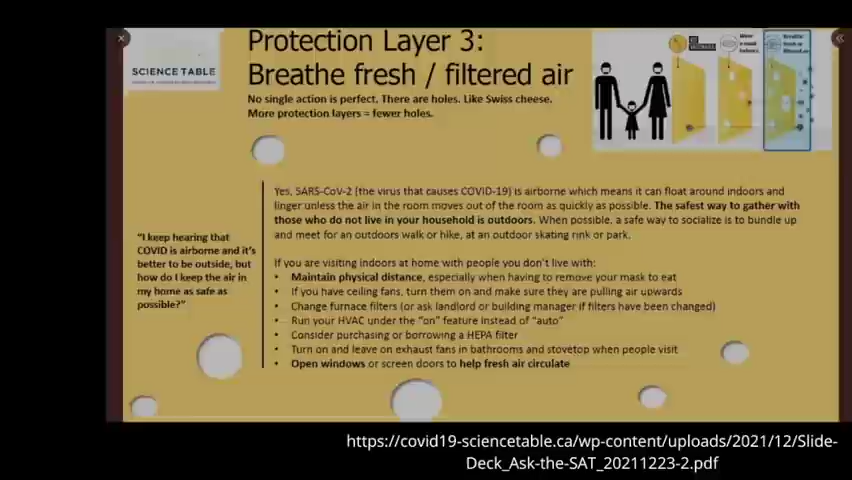 Protection Layer 3:
Breathe fresh / filtered air
No single action is perfect. There are holes. Like Swiss cheese.
More protection layers = fewer holes.
SCIENCE TABLE
Yes, SARS-CoV-2 (the virus that causes COVID-19) is airborne which means it can float around indoors and
linger unless the air in the room moves out of the room as quickly as possible. The safest way to gather with
those who do not live in your household is outdoors. When possible, a safe way to socialize is to bundle up
and meet for an outdoors walk or hike, at an outdoor skating rink or park.
"I keep hearing that
COVID is airborne and it's
better to be outside, but
how do I keep the air in
my home as safe as
possible?"
If you are visiting indoors at home with people you don't live with:
• Maintain physical distance, especially when having to remove your mask to eat
• If you have ceiling fans, turn them on and make sure they are pulling air upwards
• Change furnace filters (or ask landlord or building manager if filters have been changed)
• Run your HVAC under the "on" feature instead of "auto"
• Consider purchasing or borrowing a HEPA filter
• Turn on and leave on exhaust fans in bathrooms and stovetop when people visit
• Open windows or screen doors to help fresh air circulate
https://covid19-sciencetable.ca/wp-content/uploads/2021/12/Slide-
Deck_Ask-the-SAT_20211223-2.pdf